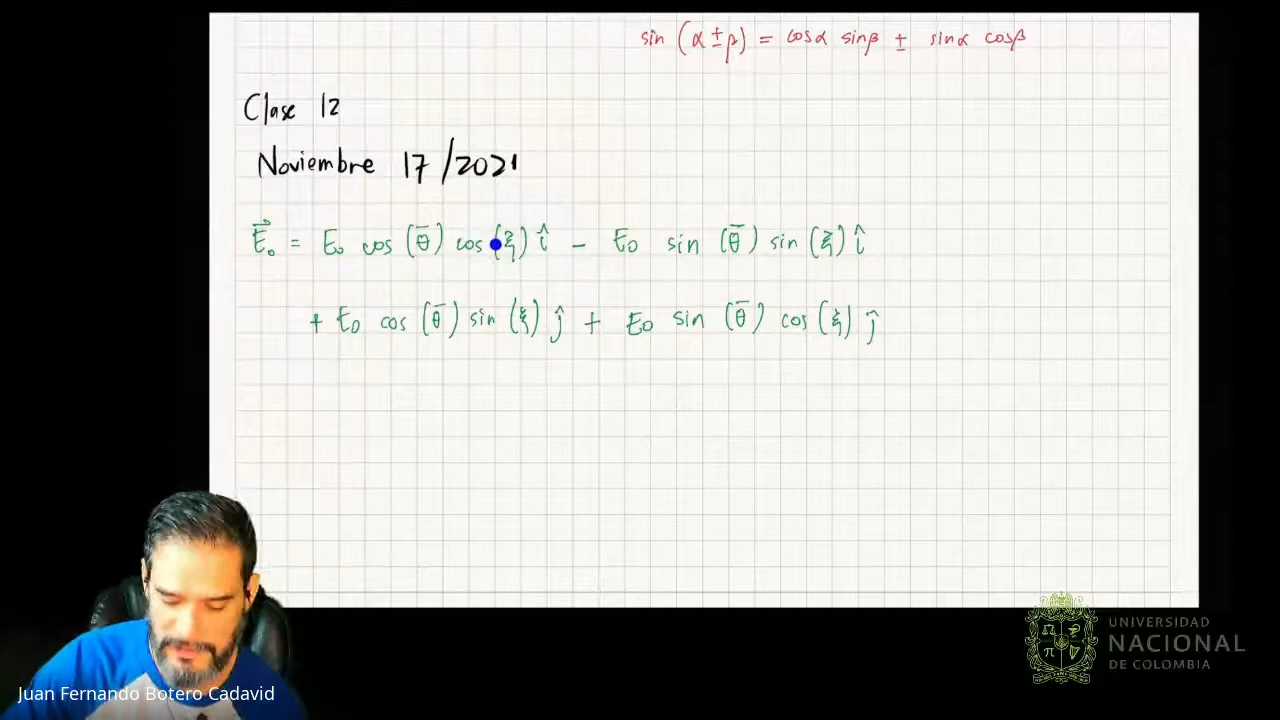 sin (α ± β) = cosα sinβ ± sinα cosβ
Clase 12
Noviembre 17/2021
E⃗₀ = E₀ cos (θ̄) cos (ξ) î − E₀ sin (θ̄) sin (ξ) î
+ E₀ cos (θ̄) sin (ξ) ĵ + E₀ sin (θ̄) cos (ξ) ĵ
UNIVERSIDAD
NACIONAL
DE COLOMBIA
Juan Fernando Botero Cadavid